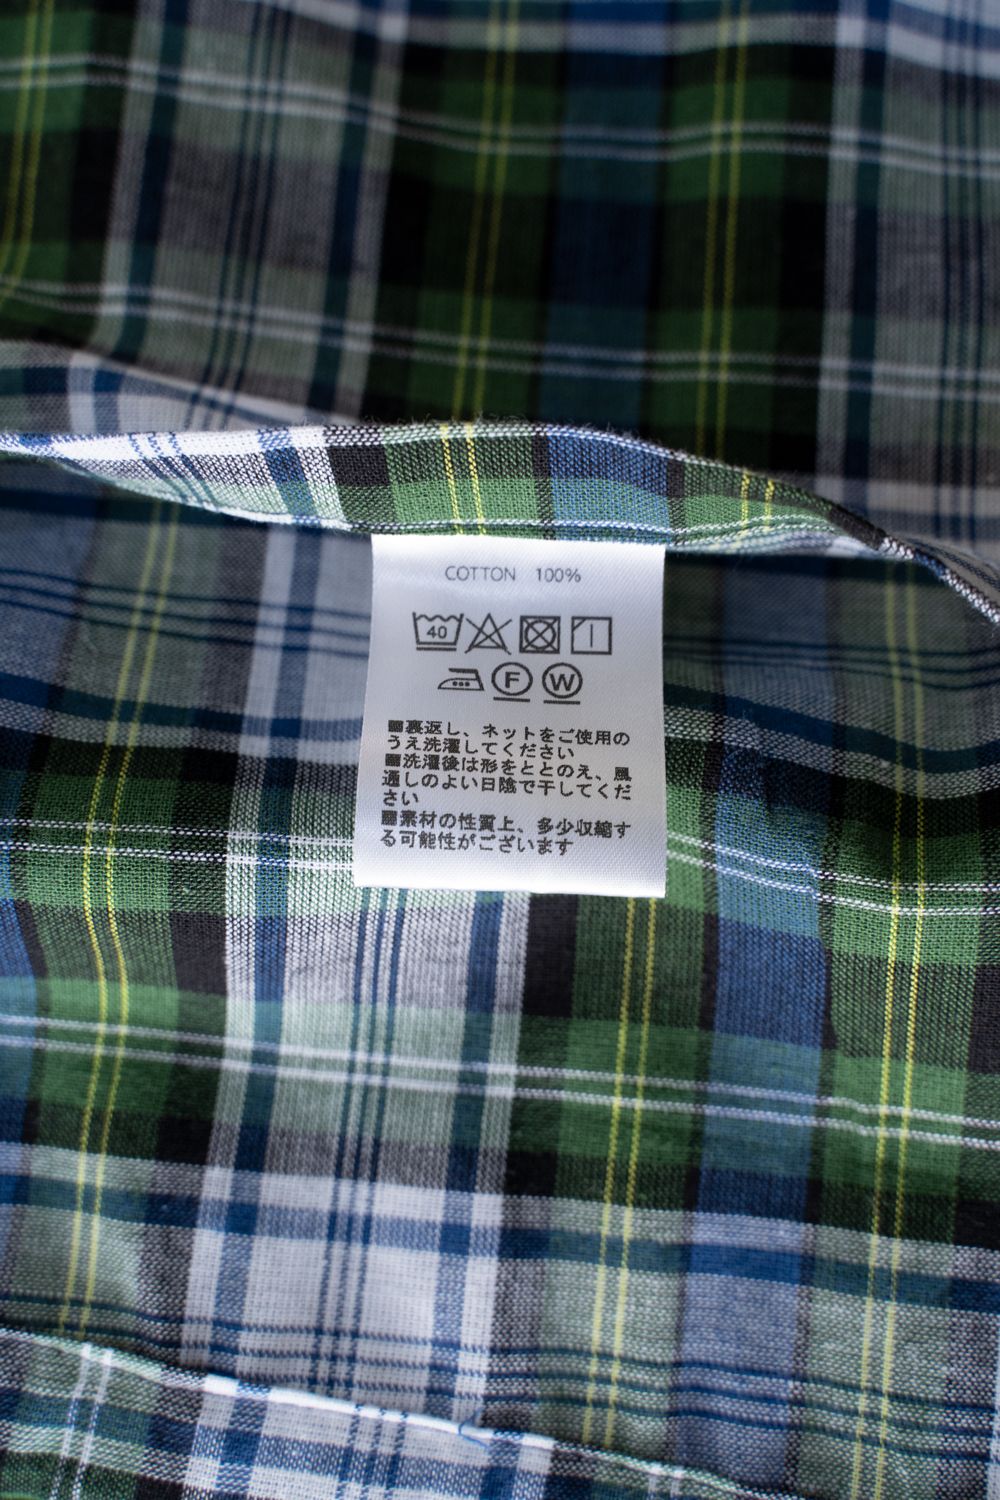 COTTON 100%
40
F W
■裏返し、ネットをご使用の
うえ洗濯してください
■洗濯後は形をととのえ、風
通しのよい日陰で干してくだ
さい
■素材の性質上、多少収縮す
る可能性がございます